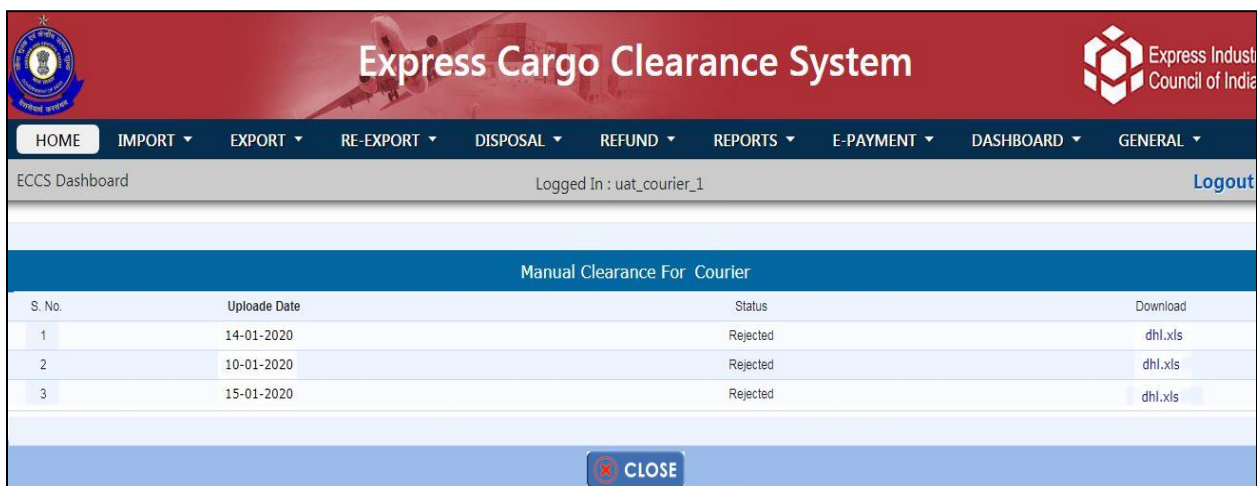 Express Cargo Clearance System
Express Indust
Council of India
HOME IMPORT EXPORT RE-EXPORT DISPOSAL REFUND REPORTS E-PAYMENT DASHBOARD GENERAL
ECCS Dashboard Logged In : uat_courier_1 Logout
Manual Clearance For Courier
S. No. Uploade Date Status Download
1 14-01-2020 Rejected dhl.xls
2 10-01-2020 Rejected dhl.xls
3 15-01-2020 Rejected dhl.xls
CLOSE